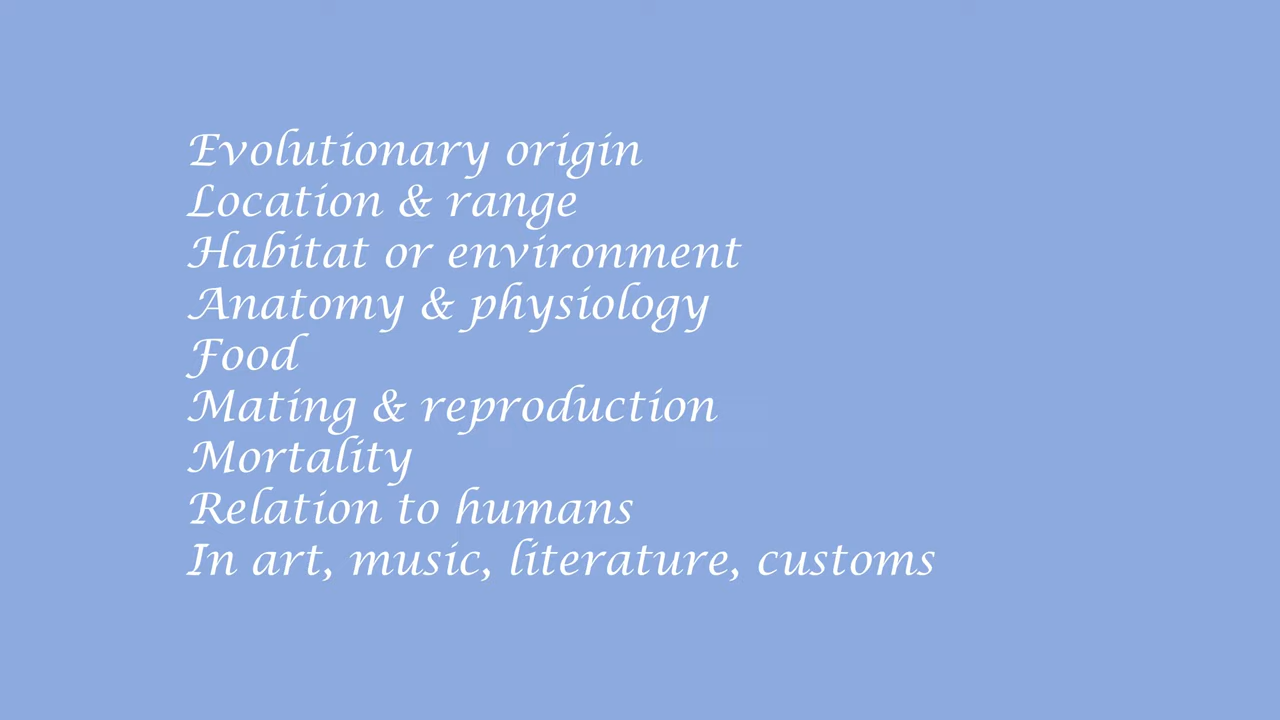 Evolutionary origin
Location & range
Habitat or environment
Anatomy & physiology
Food
Mating & reproduction
Mortality
Relation to humans
In art, music, literature, customs